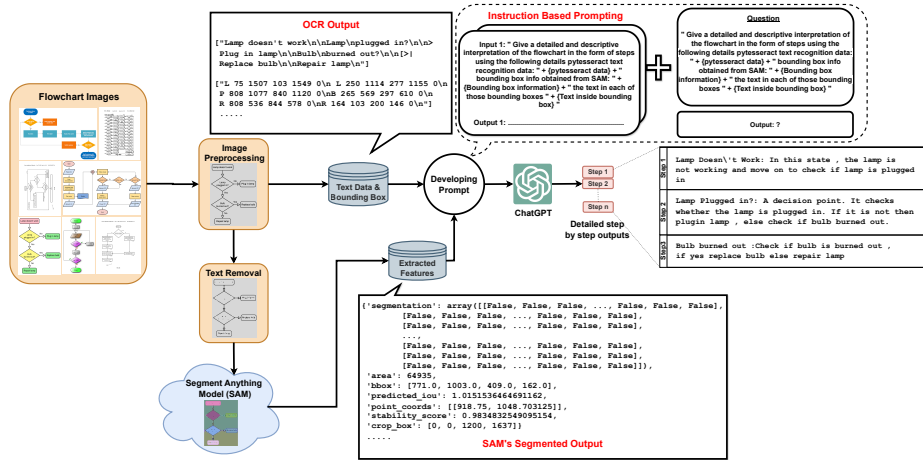 OCR Output
["Lamp doesn't work\n\nLamp\nplugged in?\n\n>
Plug in lamp\n\nBulb\nburned out?\n\n[>|
Replace bulb\n\nRepair lamp\n"]
["L 75 1507 103 1549 0\n L 250 1114 277 1155 0\n
P 808 1077 840 1120 0\nB 265 569 297 610 0\n
R 808 536 844 578 0\nR 164 103 200 146 0\n"]
.....
Instruction Based Prompting
Input 1: " Give a detailed and descriptive
interpretation of the flowchart in the form of steps
using the following details pytesseract text
recognition data: " + {pytesseract data} + "
bounding box info obtained from SAM: "
+ {Bounding box information} + " the text in each of
those bounding boxes " + {Text inside bounding
box} "
Output 1:
Question
" Give a detailed and descriptive interpretation of
the flowchart in the form of steps using the
following details pytesseract text recognition data:
" + {pytesseract data} + " bounding box info
obtained from SAM: " + {Bounding box
information} + " the text in each of those bounding
boxes " + {Text inside bounding box} "
Output: ?
Flowchart Images
Image
Preprocessing
Text Data &
Bounding Box
Developing
Prompt
ChatGPT
Step 1
Step 2
Step n
Detailed step
by step outputs
Step 1
Lamp Doesn\'t Work: In this state , the lamp is
not working and move on to check if lamp is plugged
in
Step 2
Lamp Plugged in?: A decision point. It checks
whether the lamp is plugged in. If it is not then
plugin lamp , else check if bulb burned out.
Step3
Bulb burned out :Check if bulb is burned out ,
if yes replace bulb else repair lamp
Text Removal
Extracted
Features
Segment Anything
Model (SAM)
{'segmentation': array([[False, False, False, ..., False, False, False],
[False, False, False, ..., False, False, False],
[False, False, False, ..., False, False, False],
...,
[False, False, False, ..., False, False, False],
[False, False, False, ..., False, False, False],
[False, False, False, ..., False, False, False]]),
'area': 64935,
'bbox': [771.0, 1003.0, 409.0, 162.0],
'predicted_iou': 1.0151536464691162,
'point_coords': [[918.75, 1048.703125]],
'stability_score': 0.9834832549095154,
'crop_box': [0, 0, 1200, 1637]}
.....
SAM's Segmented Output